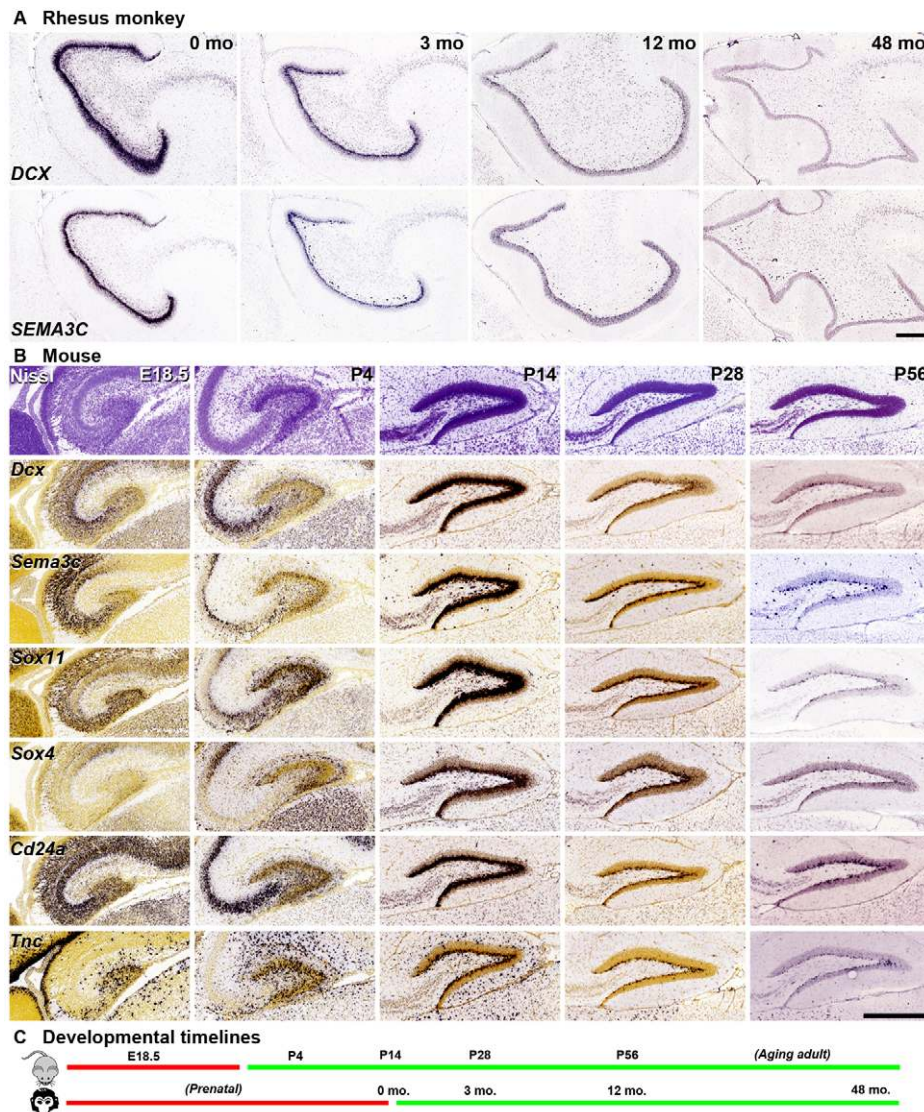 A Rhesus monkey
0 mo 3 mo 12 mo 48 mo
DCX
SEMA3C
B Mouse
Nissl E18.5 P4 P14 P28 P56
Dcx
Sema3c
Sox11
Sox4
Cd24a
Tnc
C Developmental timelines
E18.5 P4 P14 P28 P56 (Aging adult)
(Prenatal) 0 mo. 3 mo. 12 mo. 48 mo.